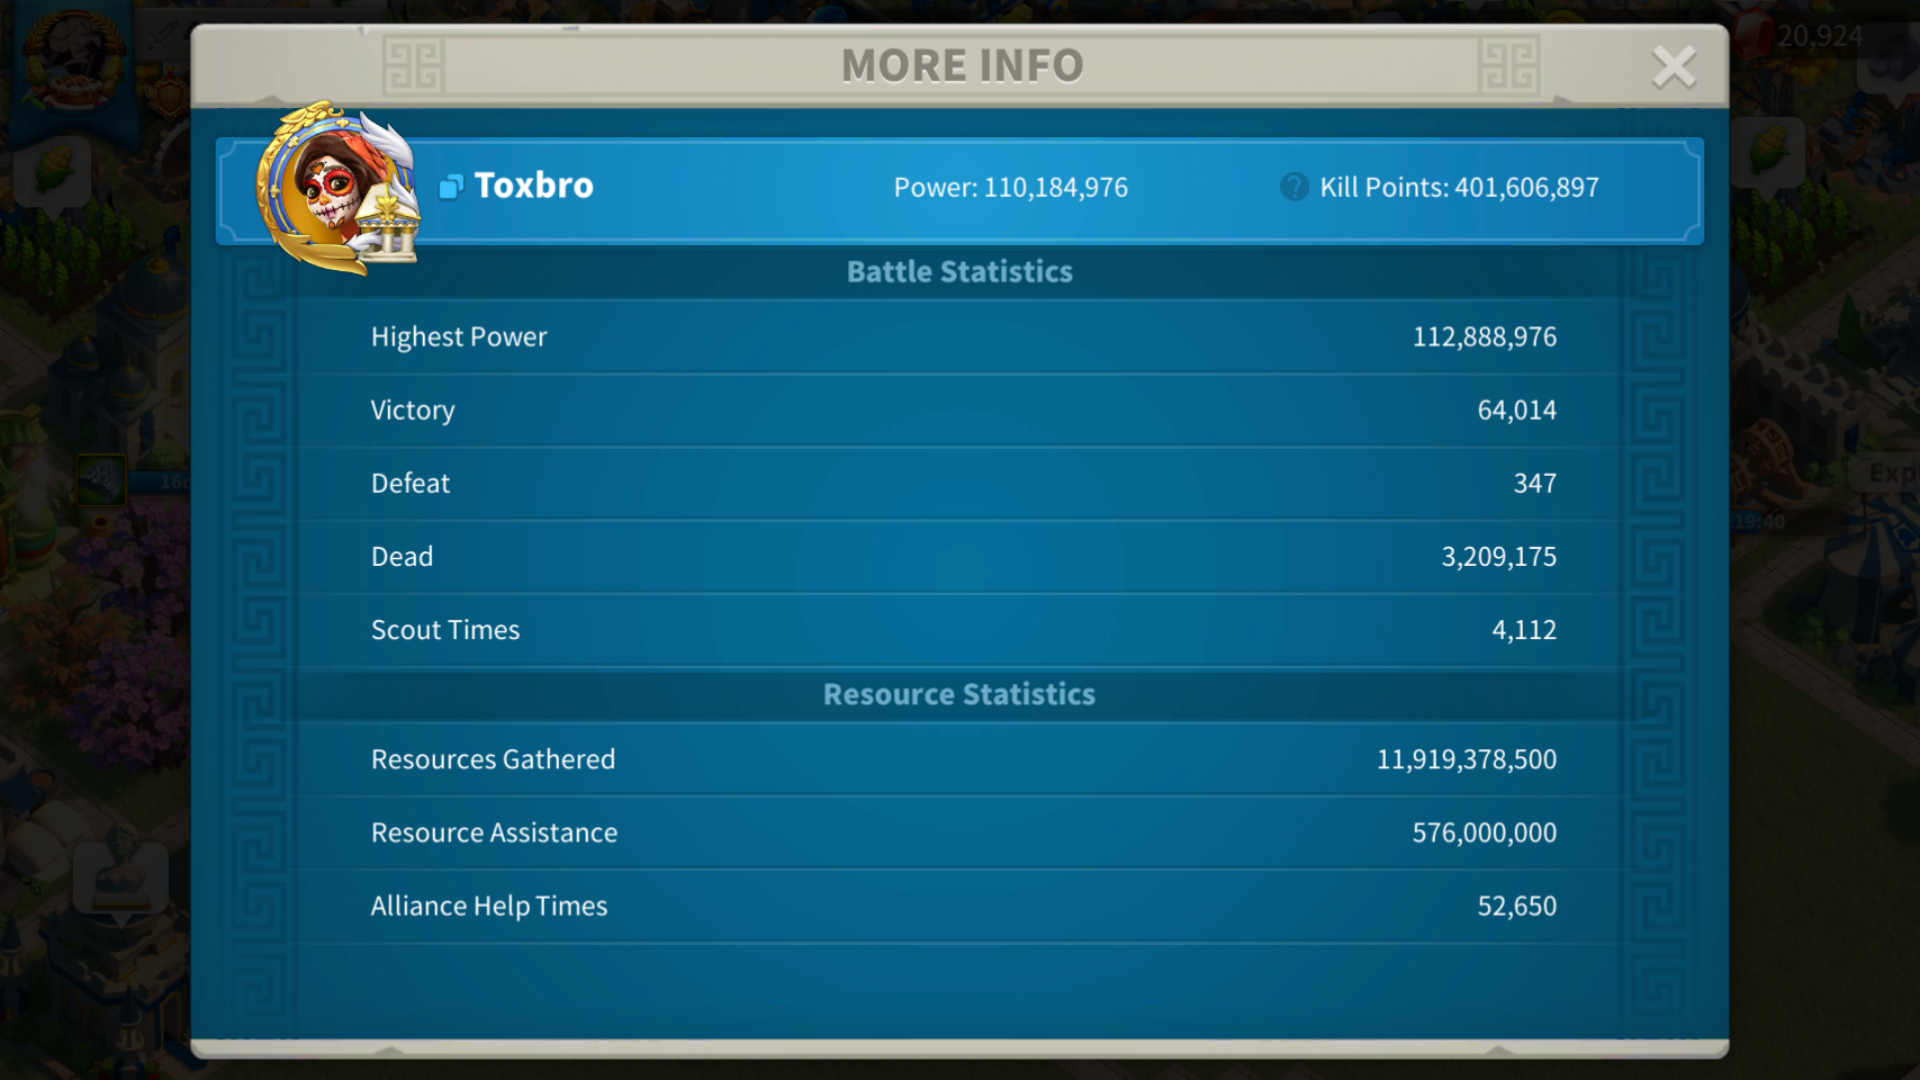 MORE INFO
20,924
Toxbro
Power: 110,184,976
? Kill Points: 401,606,897
Battle Statistics
Highest Power 112,888,976
Victory 64,014
Defeat 347
Dead 3,209,175
Scout Times 4,112
Resource Statistics
Resources Gathered 11,919,378,500
Resource Assistance 576,000,000
Alliance Help Times 52,650
Exp
19:40